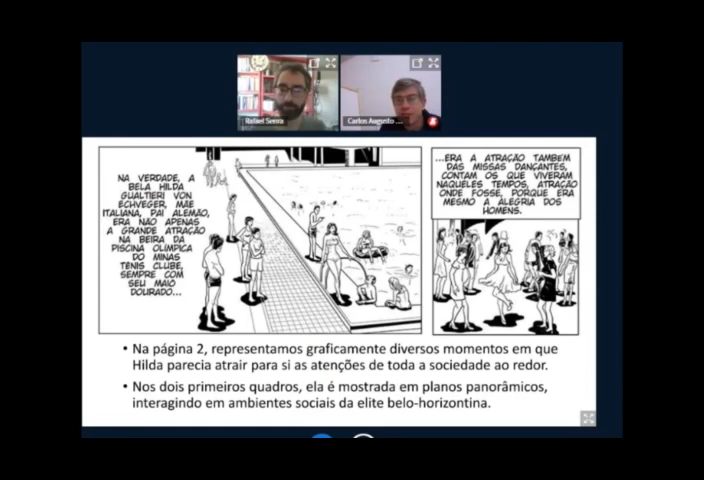 Rafael Senra
Carlos Augusto ...
NA VERDADE, A
BELA HILDA
GUALTIERI VON
ECHVEGER, MÃE
ITALIANA, PAI ALEMÃO,
ERA NÃO APENAS
A GRANDE ATRAÇÃO
NA BEIRA DA
PISCINA OLÍMPICA
DO MINAS
TENIS CLUBE,
SEMPRE COM
SEU MAIÔ
DOURADO...
...ERA A ATRAÇÃO TAMBEM
DAS MISSAS DANÇANTES,
CONTAM OS QUE VIVERAM
NAQUELES TEMPOS, ATRAÇÃO
ONDE FOSSE, PORQUE ERA
MESMO A ALEGRIA DOS
HOMENS.
• Na página 2, representamos graficamente diversos momentos em que
Hilda parecia atrair para si as atenções de toda a sociedade ao redor.
• Nos dois primeiros quadros, ela é mostrada em planos panorâmicos,
interagindo em ambientes sociais da elite belo-horizontina.